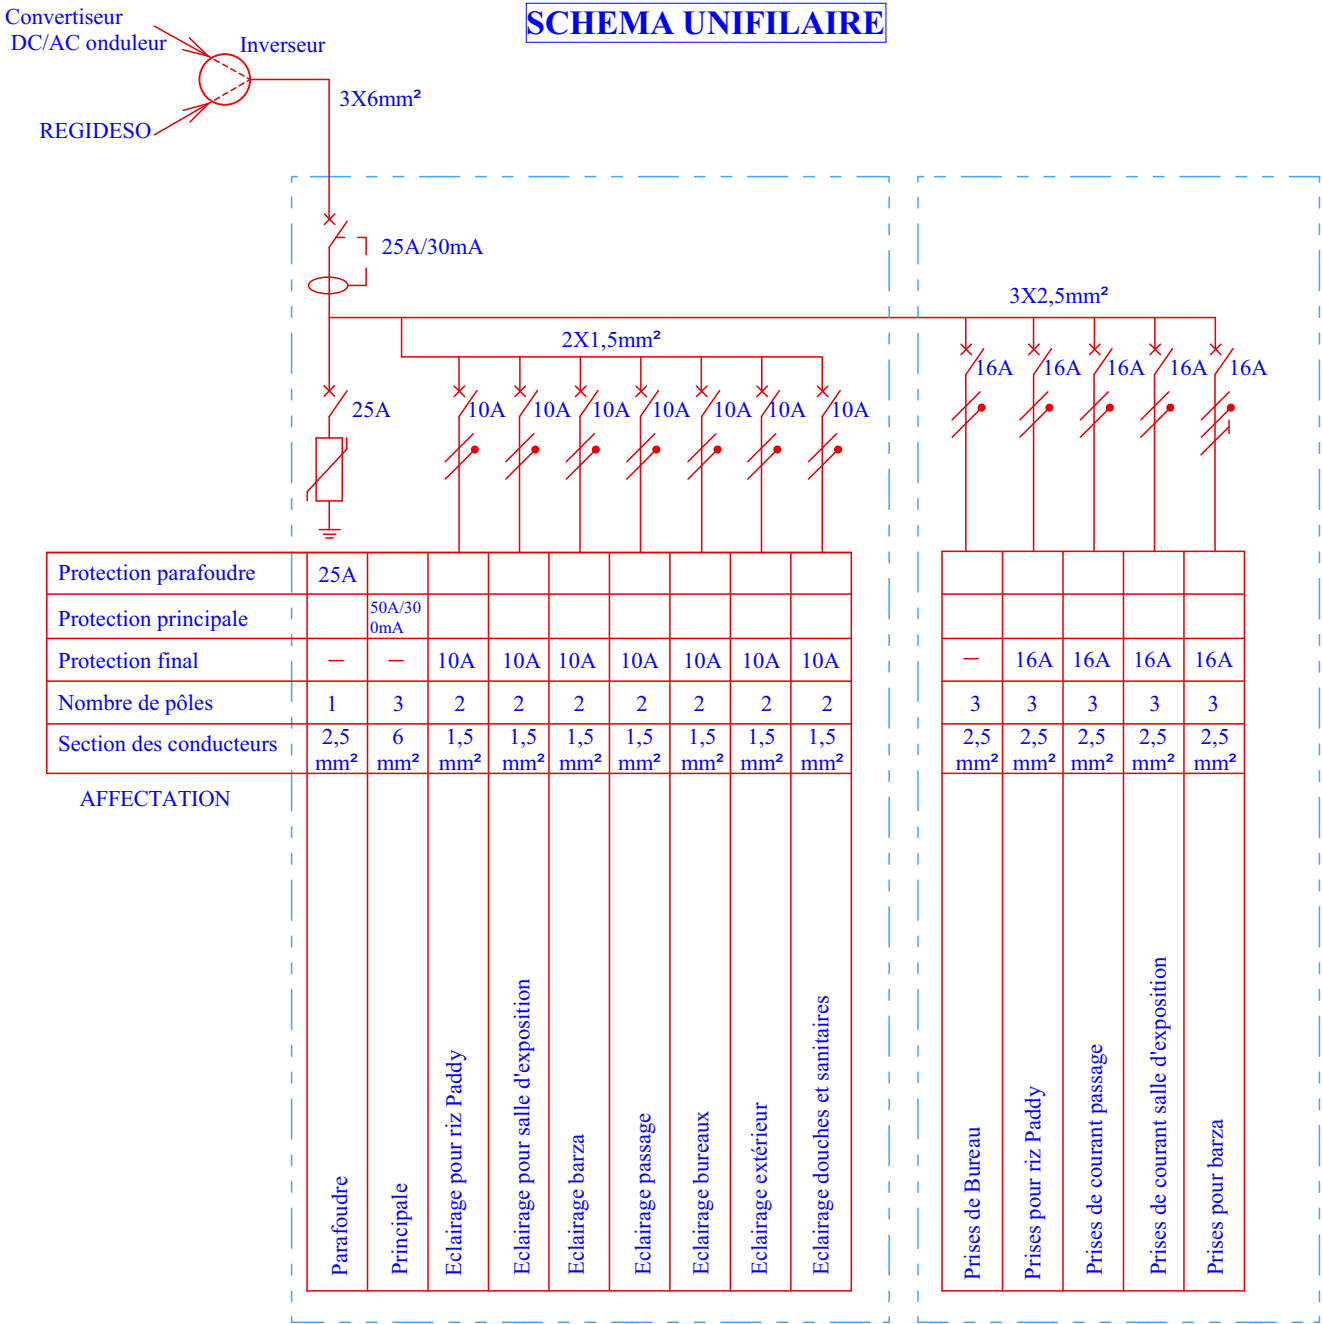 SCHEMA UNIFILAIRE
Convertiseur
DC/AC onduleur
Inverseur
REGIDESO
3X6mm²
25A/30mA
3X2,5mm²
2X1,5mm²
25A
10A 10A 10A 10A 10A 10A 10A
16A 16A 16A 16A 16A
Protection parafoudre 25A
Protection principale 50A/30
0mA
Protection final — — 10A 10A 10A 10A 10A 10A 10A — 16A 16A 16A 16A
Nombre de pôles 1 3 2 2 2 2 2 2 2 3 3 3 3 3
Section des conducteurs 2,5 6 1,5 1,5 1,5 1,5 1,5 1,5 1,5 2,5 2,5 2,5 2,5 2,5
mm² mm² mm² mm² mm² mm² mm² mm² mm² mm² mm² mm² mm² mm²
AFFECTATION
Parafoudre
Principale
Eclairage pour riz Paddy
Eclairage pour salle d'exposition
Eclairage barza
Eclairage passage
Eclairage bureaux
Eclairage extérieur
Eclairage douches et sanitaires
Prises de Bureau
Prises pour riz Paddy
Prises de courant passage
Prises de courant salle d'exposition
Prises pour barza